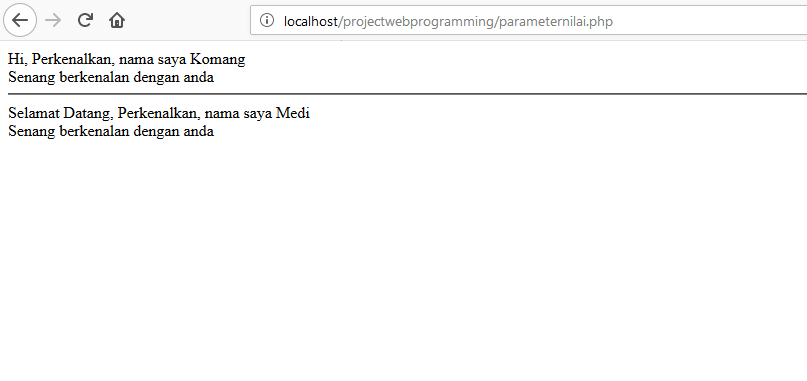 localhost/projectwebprogramming/parameternilai.php
Hi, Perkenalkan, nama saya Komang
Senang berkenalan dengan anda
Selamat Datang, Perkenalkan, nama saya Medi
Senang berkenalan dengan anda